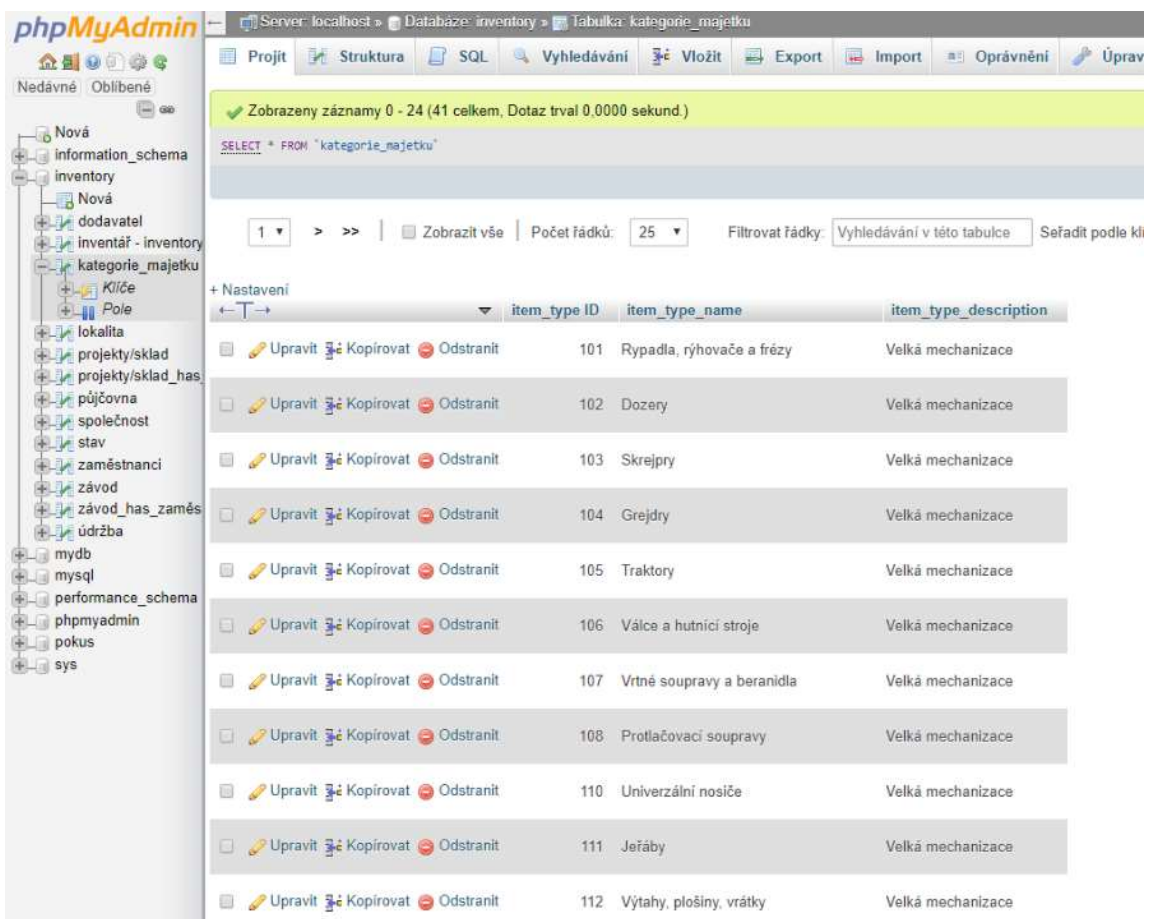 phpMyAdmin
Nedávné Oblíbené
Nová
information_schema
inventory
Nová
dodavatel
inventář - inventory
kategorie_majetku
Klíče
Pole
lokalita
projekty/sklad
projekty/sklad_has_
půjčovna
společnost
stav
zaměstnanci
závod
závod_has_zaměs
údržba
mydb
mysql
performance_schema
phpmyadmin
pokus
sys
← Server: localhost » Databáze: inventory » Tabulka: kategorie_majetku
Projít Struktura SQL Vyhledávání Vložit Export Import Oprávnění Úprav
Zobrazeny záznamy 0 - 24 (41 celkem, Dotaz trval 0,0000 sekund.)
SELECT * FROM `kategorie_majetku`
1 > >> Zobrazit vše Počet řádků: 25 Filtrovat řádky: Vyhledávání v této tabulce Seřadit podle klí
+ Nastavení
←T→ item_type ID item_type_name item_type_description
Upravit Kopírovat Odstranit 101 Rypadla, rýhovače a frézy Velká mechanizace
Upravit Kopírovat Odstranit 102 Dozery Velká mechanizace
Upravit Kopírovat Odstranit 103 Skrejpry Velká mechanizace
Upravit Kopírovat Odstranit 104 Grejdry Velká mechanizace
Upravit Kopírovat Odstranit 105 Traktory Velká mechanizace
Upravit Kopírovat Odstranit 106 Válce a hutnící stroje Velká mechanizace
Upravit Kopírovat Odstranit 107 Vrtné soupravy a beranidla Velká mechanizace
Upravit Kopírovat Odstranit 108 Protlačovací soupravy Velká mechanizace
Upravit Kopírovat Odstranit 110 Univerzální nosiče Velká mechanizace
Upravit Kopírovat Odstranit 111 Jeřáby Velká mechanizace
Upravit Kopírovat Odstranit 112 Výtahy, plošiny, vrátky Velká mechanizace